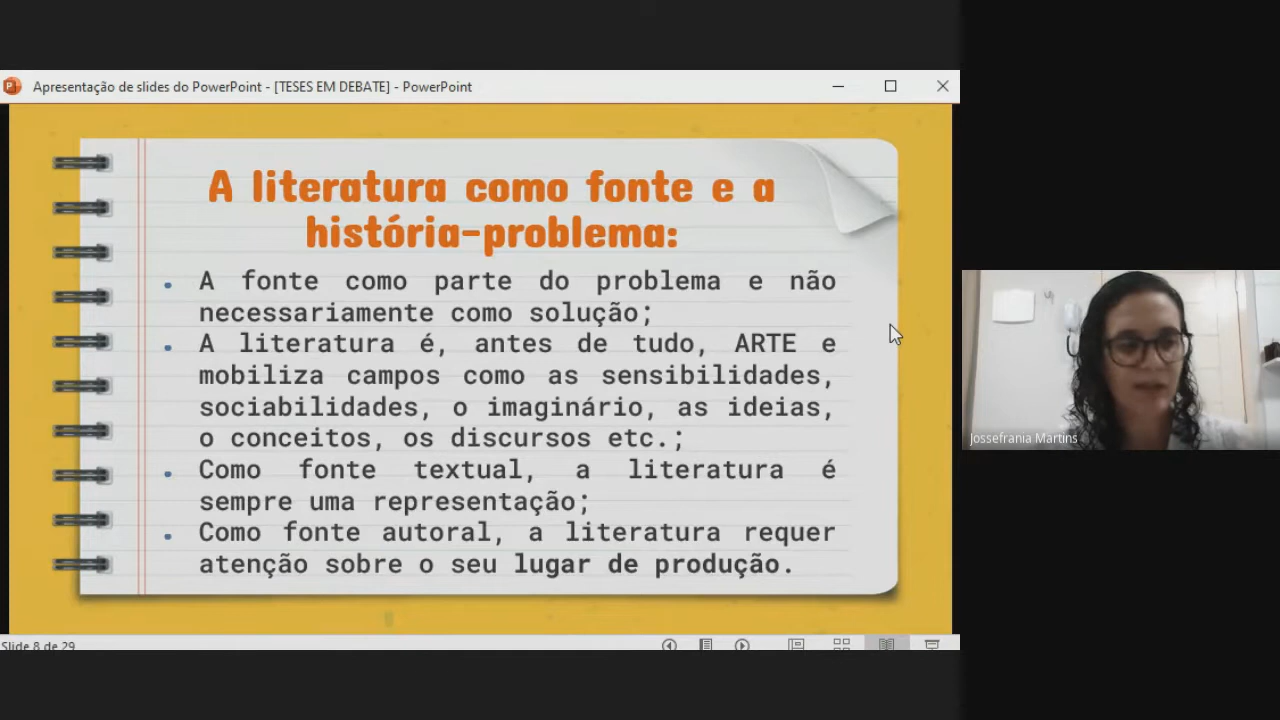 Apresentação de slides do PowerPoint - [TESES EM DEBATE] - PowerPoint
A literatura como fonte e a
história-problema:
A fonte como parte do problema e não
necessariamente como solução;
A literatura é, antes de tudo, ARTE e
mobiliza campos como as sensibilidades,
sociabilidades, o imaginário, as ideias,
o conceitos, os discursos etc.;
Como fonte textual, a literatura é
sempre uma representação;
Como fonte autoral, a literatura requer
atenção sobre o seu lugar de produção.
Jossefrania Martins
Slide 8 de 29